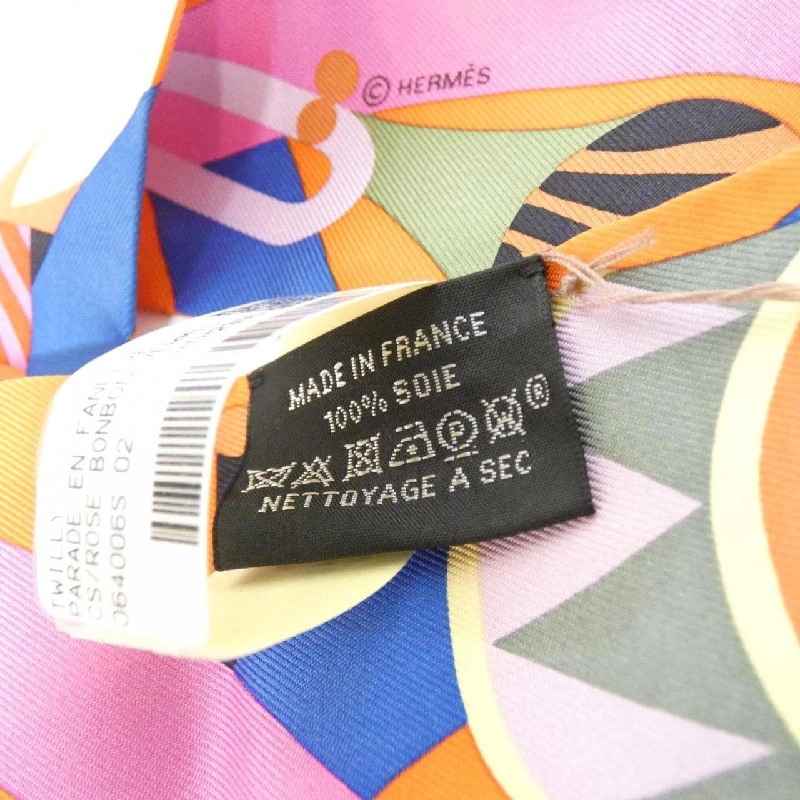 © HERMÈS
MADE IN FRANCE
100% SOIE
NETTOYAGE A SEC
®
TWILLY
PARADE EN FANF
CS/ROSE BONBO
064006S 02